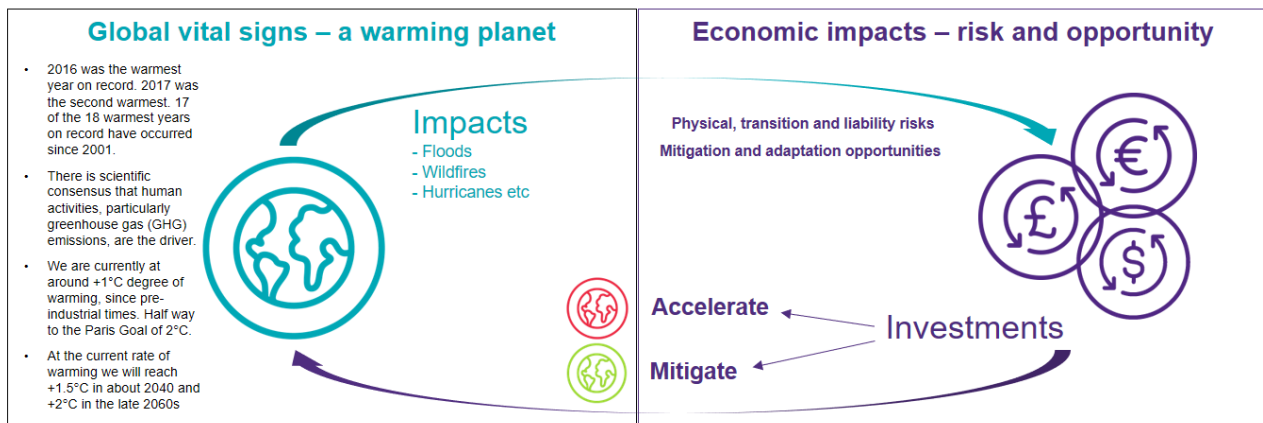 Global vital signs – a warming planet
• 2016 was the warmest
year on record. 2017 was
the second warmest. 17
of the 18 warmest years
on record have occurred
since 2001.
• There is scientific
consensus that human
activities, particularly
greenhouse gas (GHG)
emissions, are the driver.
• We are currently at
around +1°C degree of
warming, since pre-
industrial times. Half way
to the Paris Goal of 2°C.
• At the current rate of
warming we will reach
+1.5°C in about 2040 and
+2°C in the late 2060s
Impacts
- Floods
- Wildfires
- Hurricanes etc
Economic impacts – risk and opportunity
Physical, transition and liability risks
Mitigation and adaptation opportunities
€
£
$
Accelerate
Investments
Mitigate